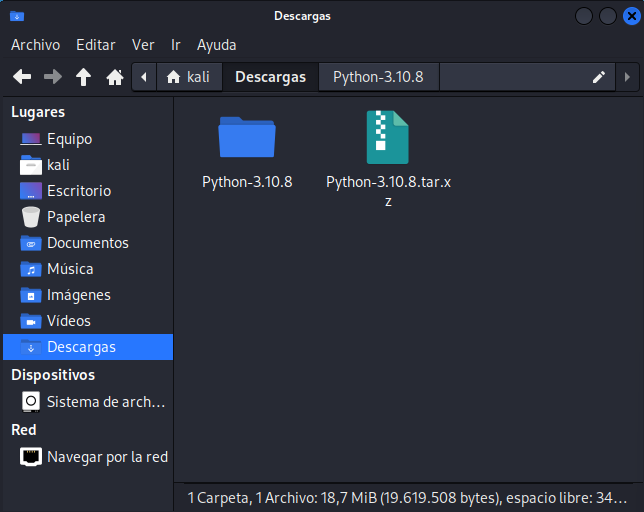 Descargas
Archivo Editar Ver Ir Ayuda
kali Descargas Python-3.10.8
Lugares
Equipo
kali
Escritorio
Papelera
Documentos
Música
Imágenes
Vídeos
Descargas
Dispositivos
Sistema de arch...
Red
Navegar por la red
Python-3.10.8
Python-3.10.8.tar.x
z
1 Carpeta, 1 Archivo: 18,7 MiB (19.619.508 bytes), espacio libre: 34...